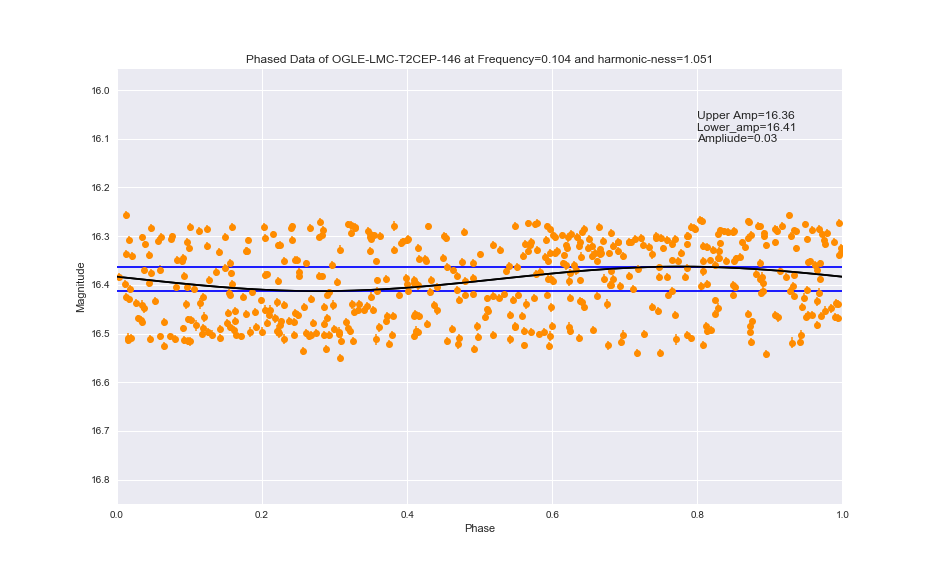 Phased Data of OGLE-LMC-T2CEP-146 at Frequency=0.104 and harmonic-ness=1.051
16.0
Upper Amp=16.36
Lower_amp=16.41
Ampliude=0.03
16.1
16.2
16.3
Magnitude
16.4
16.5
16.6
16.7
16.8
0.0 0.2 0.4 0.6 0.8 1.0
Phase